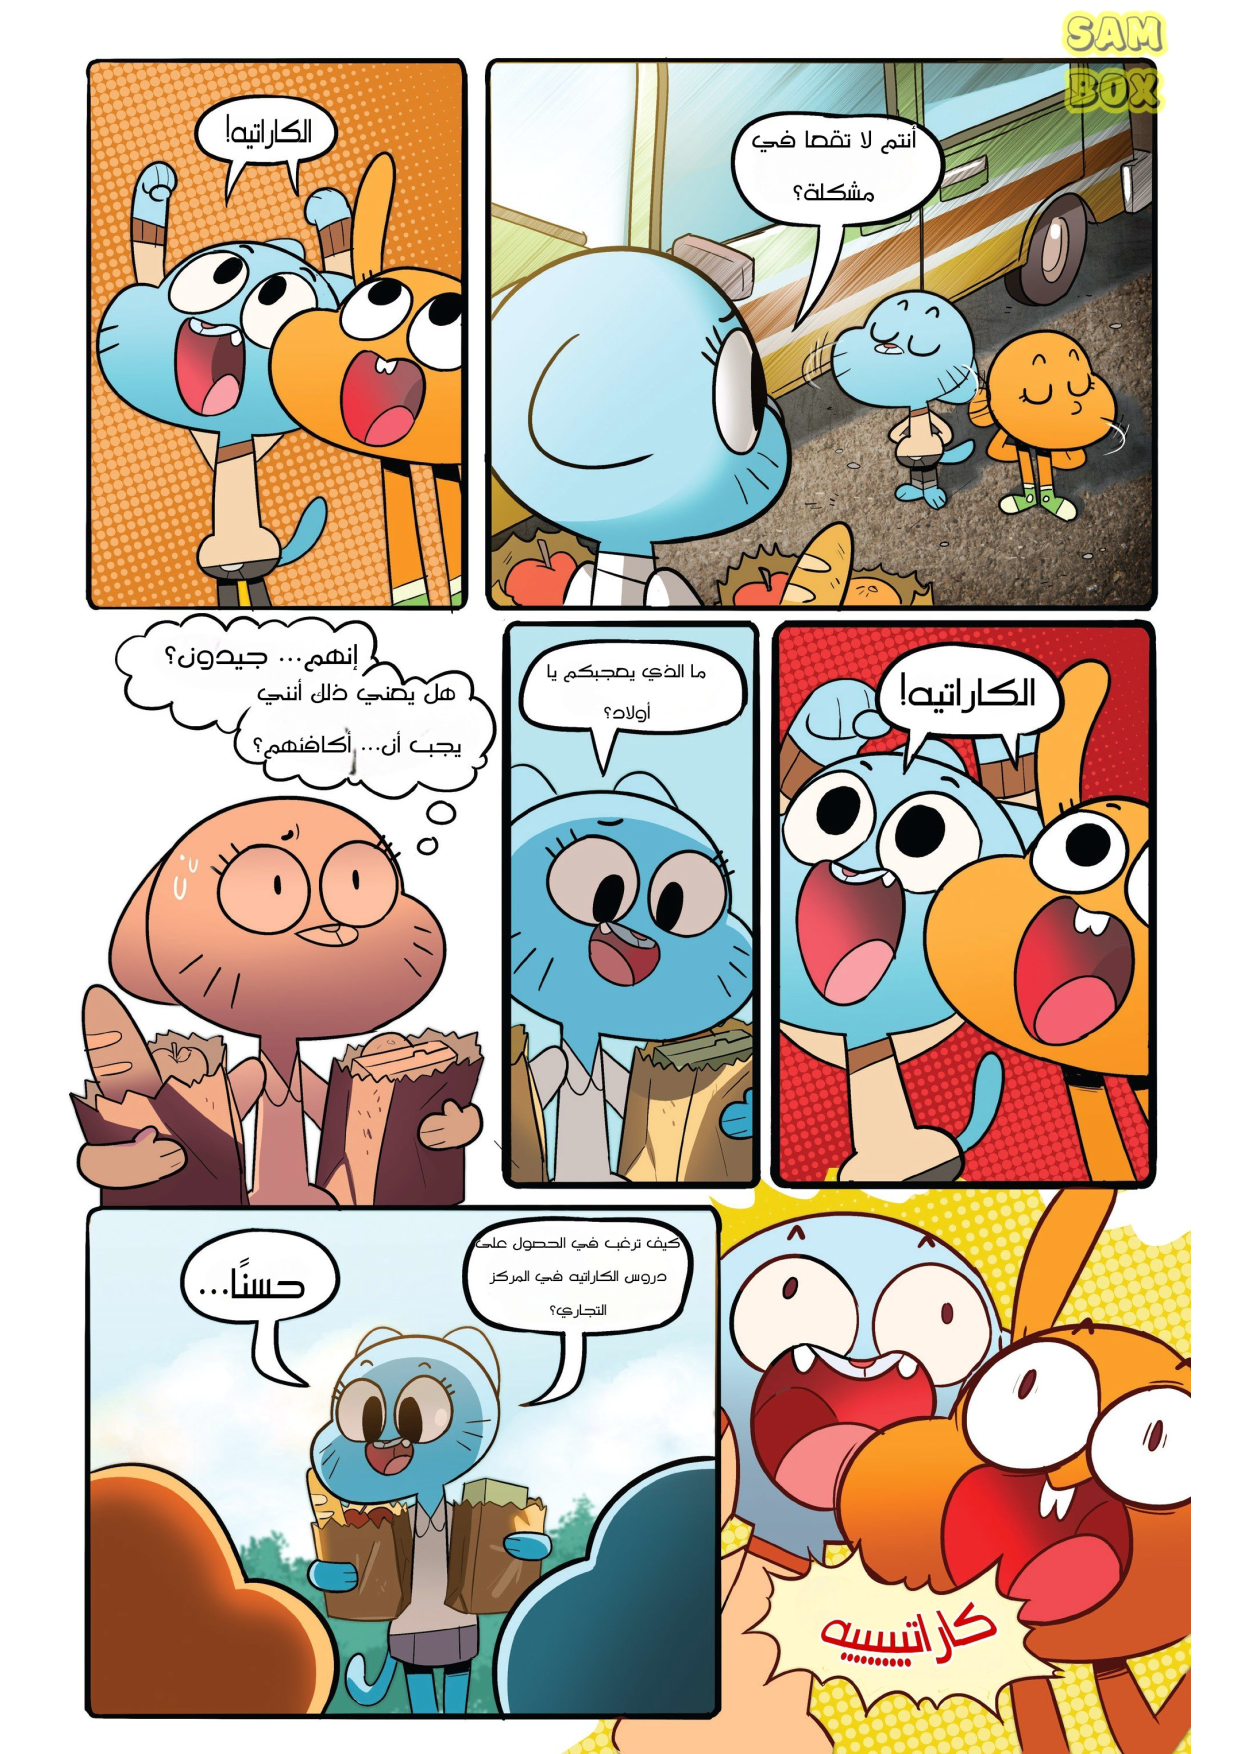 SAM
BOX
الكاراتيه!
أنتم لا تقعا في
مشكلة؟
إنهم... جيدون؟
هل يعني ذلك أنني
يجب أن... أكافئهم؟
ما الذي يعجبكم يا
أولاد؟
الكاراتيه!
حسنًا...
كيف ترغب في الحصول على
دروس الكاراتيه في المركز
التجاري؟
كاراتيييييه